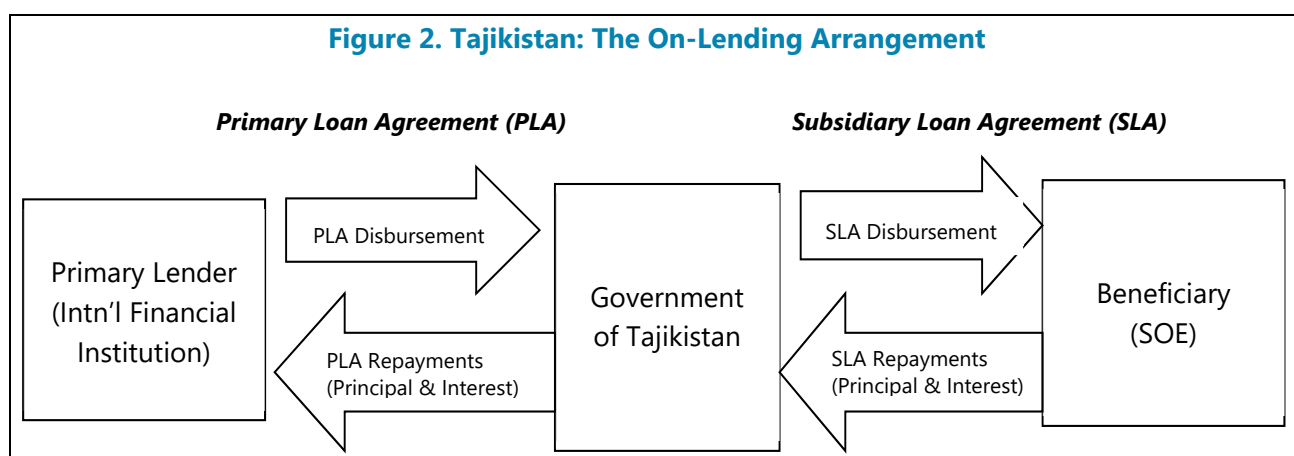 Figure 2. Tajikistan: The On-Lending Arrangement
Primary Loan Agreement (PLA)
Subsidiary Loan Agreement (SLA)
Primary Lender
(Intn’l Financial
Institution)
PLA Disbursement
PLA Repayments
(Principal & Interest)
Government
of Tajikistan
SLA Disbursement
SLA Repayments
(Principal & Interest)
Beneficiary
(SOE)